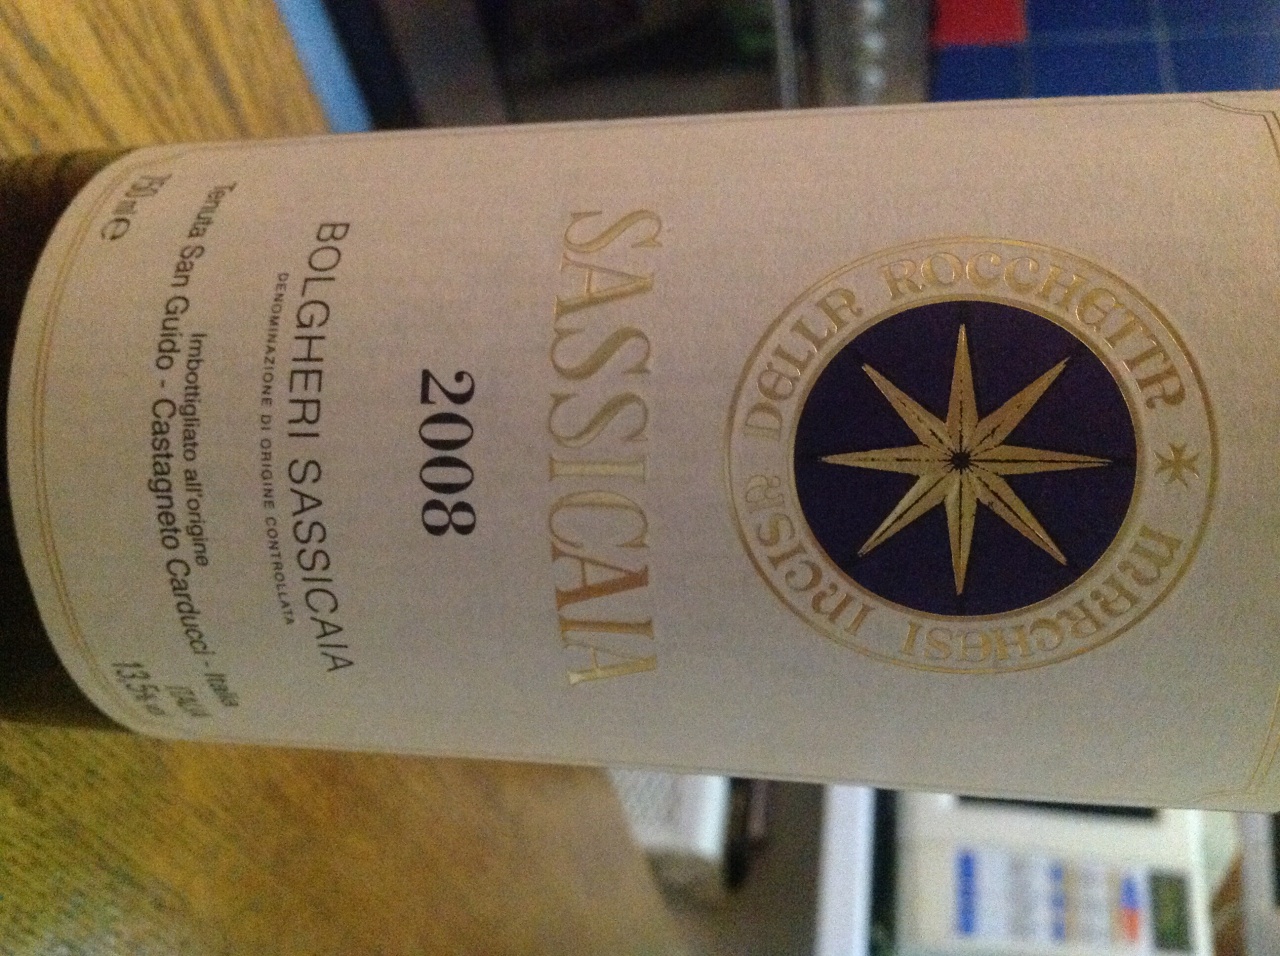 MARCHESI INCISA DELLA ROCCHETTA
SASSICAIA
2008
BOLGHERI SASSICAIA
DENOMINAZIONE DI ORIGINE CONTROLLATA
Imbottigliato all'origine
Tenuta San Guido - Castagneto Carducci - Italia
ITALIA
750 ml e 13,5% vol